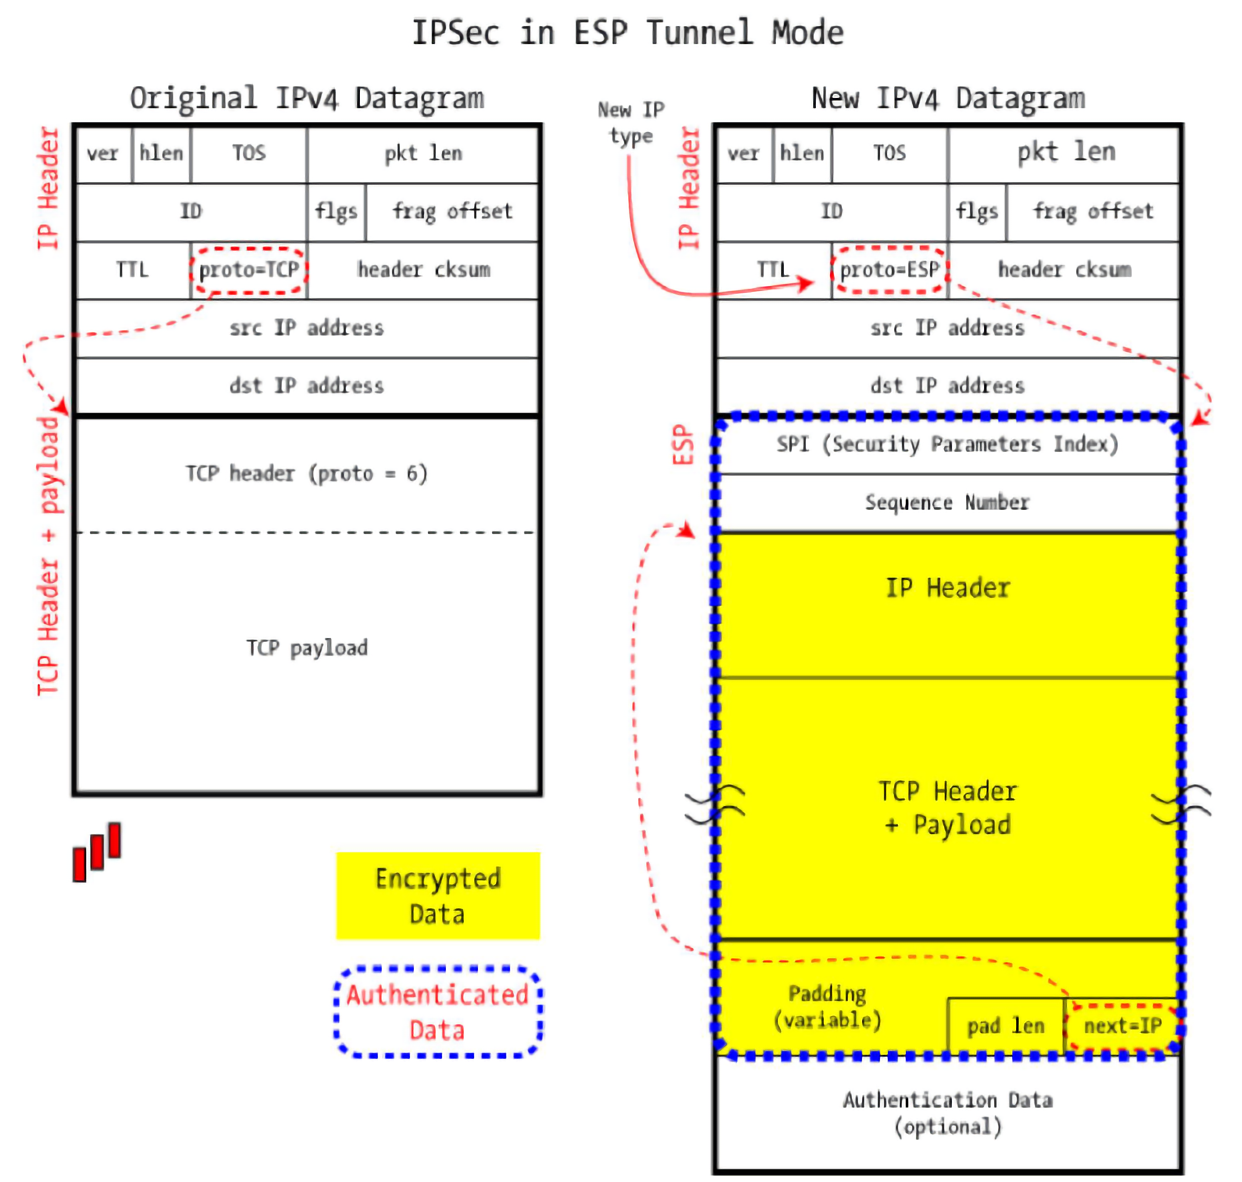 IPSec in ESP Tunnel Mode
Original IPv4 Datagram
IP Header
ver hlen TOS pkt len
ID flgs frag offset
TTL proto=TCP header cksum
src IP address
dst IP address
TCP Header + payload
TCP header (proto = 6)
TCP payload
Encrypted
Data
Authenticated
Data
New IP
type
New IPv4 Datagram
IP Header
ver hlen TOS pkt len
ID flgs frag offset
TTL proto=ESP header cksum
src IP address
dst IP address
ESP
SPI (Security Parameters Index)
Sequence Number
IP Header
TCP Header
+ Payload
Padding
(variable)
pad len next=IP
Authentication Data
(optional)